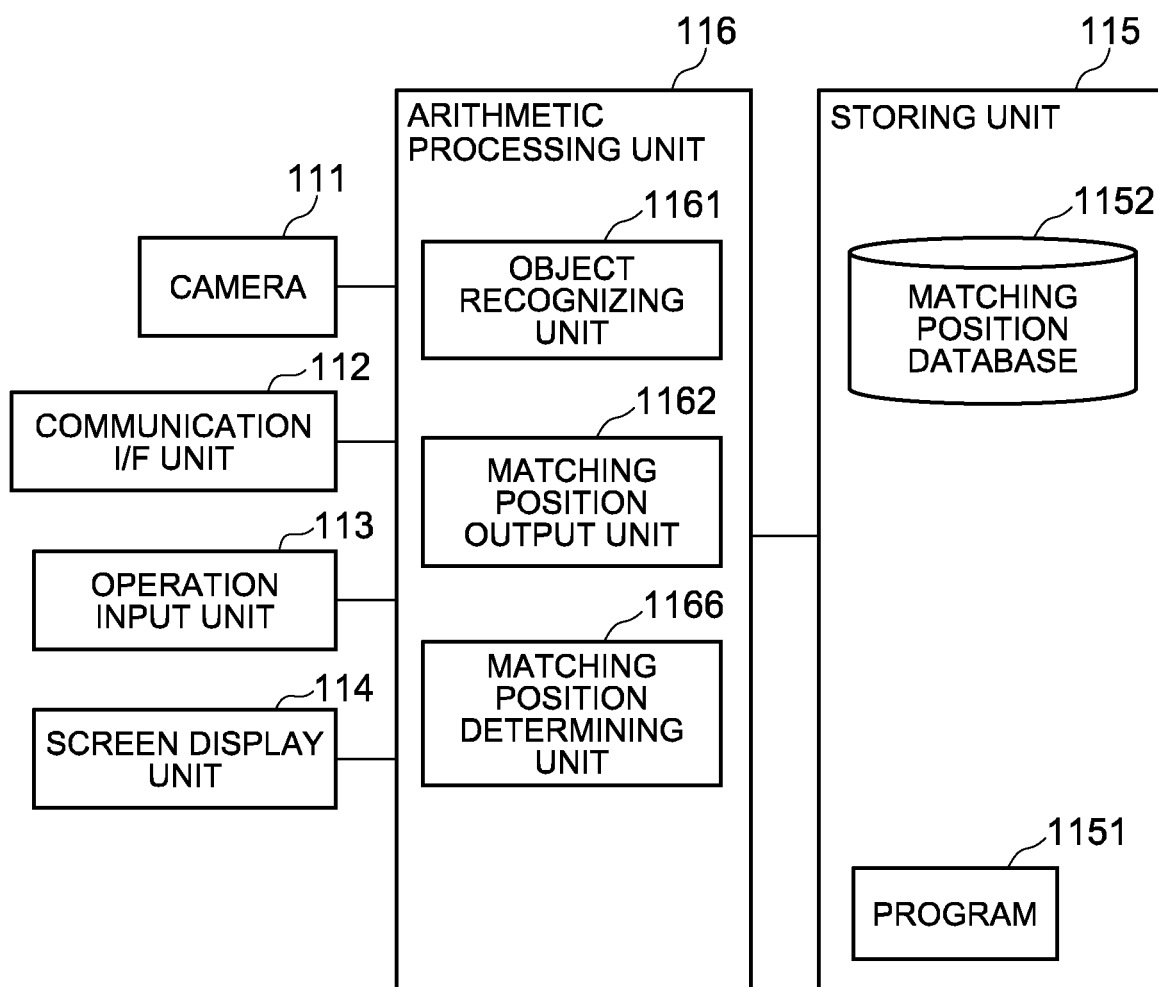 116
115
ARITHMETIC
PROCESSING UNIT
STORING UNIT
111
CAMERA
1161
OBJECT
RECOGNIZING
UNIT
1152
MATCHING
POSITION
DATABASE
112
COMMUNICATION
I/F UNIT
1162
MATCHING
POSITION
OUTPUT UNIT
113
OPERATION
INPUT UNIT
1166
MATCHING
POSITION
DETERMINING
UNIT
114
SCREEN DISPLAY
UNIT
1151
PROGRAM